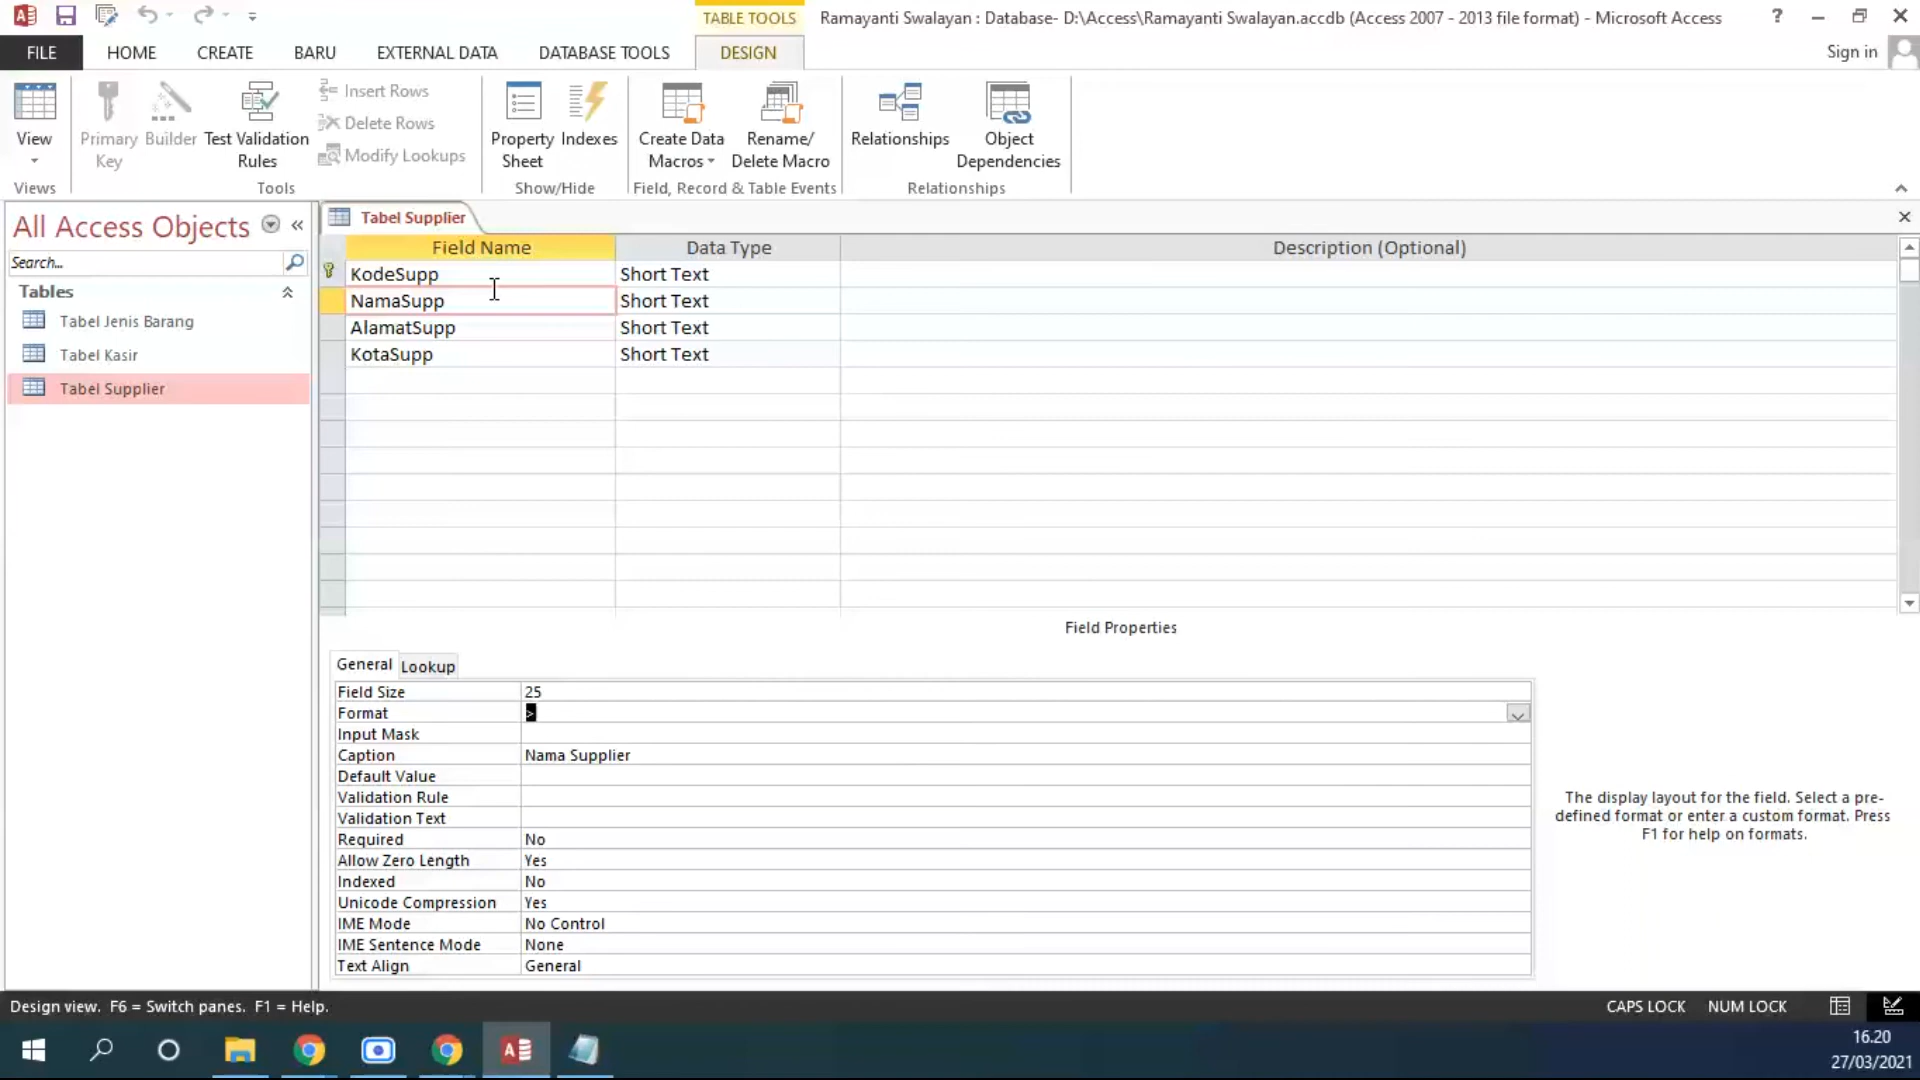 TABLE TOOLS
Ramayanti Swalayan : Database- D:\Access\Ramayanti Swalayan.accdb (Access 2007 - 2013 file format) - Microsoft Access
?
FILE
HOME
CREATE
BARU
EXTERNAL DATA
DATABASE TOOLS
DESIGN
Sign in
View
Primary Key
Builder
Test Validation Rules
Insert Rows
Delete Rows
Modify Lookups
Property Sheet
Indexes
Create Data Macros
Rename/ Delete Macro
Relationships
Object Dependencies
Views
Tools
Show/Hide
Field, Record & Table Events
Relationships
All Access Objects
Search...
Tables
Tabel Jenis Barang
Tabel Kasir
Tabel Supplier
Tabel Supplier
Field Name Data Type Description (Optional)
KodeSupp Short Text
NamaSupp Short Text
AlamatSupp Short Text
KotaSupp Short Text
Field Properties
General Lookup
Field Size 25
Format >
Input Mask
Caption Nama Supplier
Default Value
Validation Rule
Validation Text
Required No
Allow Zero Length Yes
Indexed No
Unicode Compression Yes
IME Mode No Control
IME Sentence Mode None
Text Align General
The display layout for the field. Select a pre-
defined format or enter a custom format. Press
F1 for help on formats.
Design view. F6 = Switch panes. F1 = Help.
CAPS LOCK NUM LOCK
16.20
27/03/2021